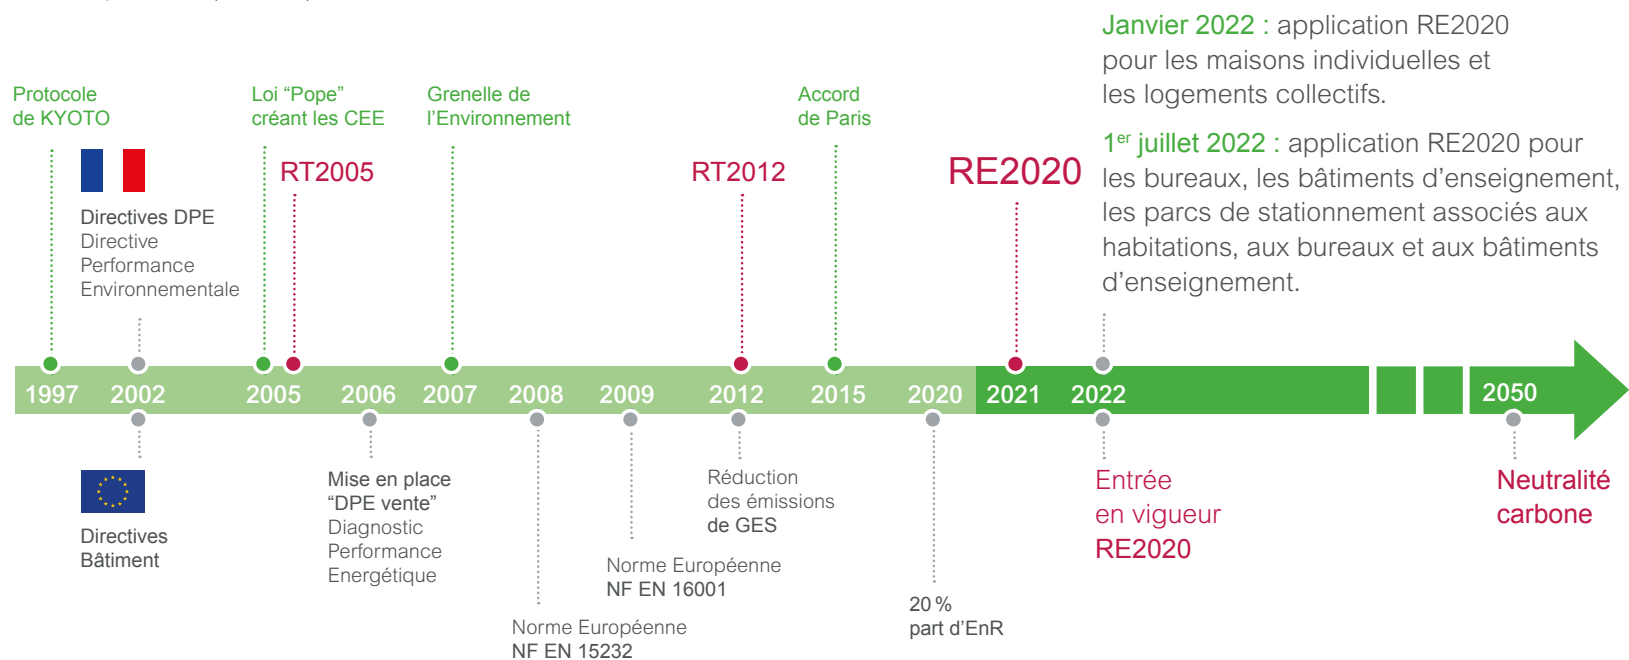 Janvier 2022 : application RE2020
pour les maisons individuelles et
les logements collectifs.
1er juillet 2022 : application RE2020 pour
les bureaux, les bâtiments d’enseignement,
les parcs de stationnement associés aux
habitations, aux bureaux et aux bâtiments
d’enseignement.
Protocole
de KYOTO
Loi “Pope”
créant les CEE
Grenelle de
l’Environnement
Accord
de Paris
RT2005
RT2012
RE2020
Directives DPE
Directive
Performance
Environnementale
1997 2002 2005 2006 2007 2008 2009 2012 2015 2020 2021 2022 2050
Directives
Bâtiment
Mise en place
“DPE vente”
Diagnostic
Performance
Energétique
Norme Européenne
NF EN 15232
Norme Européenne
NF EN 16001
Réduction
des émissions
de GES
20 %
part d’EnR
Entrée
en vigueur
RE2020
Neutralité
carbone